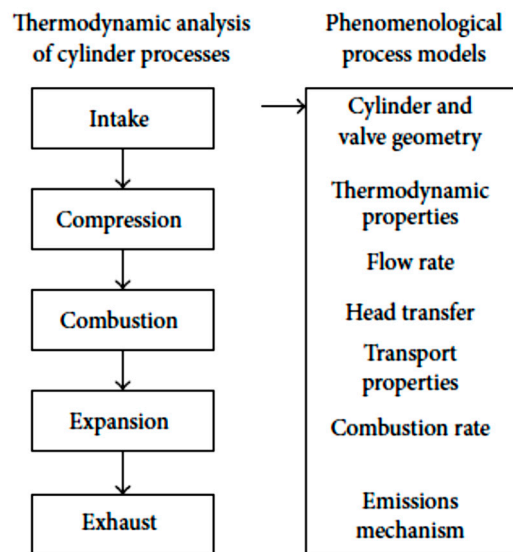 Thermodynamic analysis
of cylinder processes
Intake
Compression
Combustion
Expansion
Exhaust
Phenomenological
process models
Cylinder and
valve geometry
Thermodynamic
properties
Flow rate
Head transfer
Transport
properties
Combustion rate
Emissions
mechanism